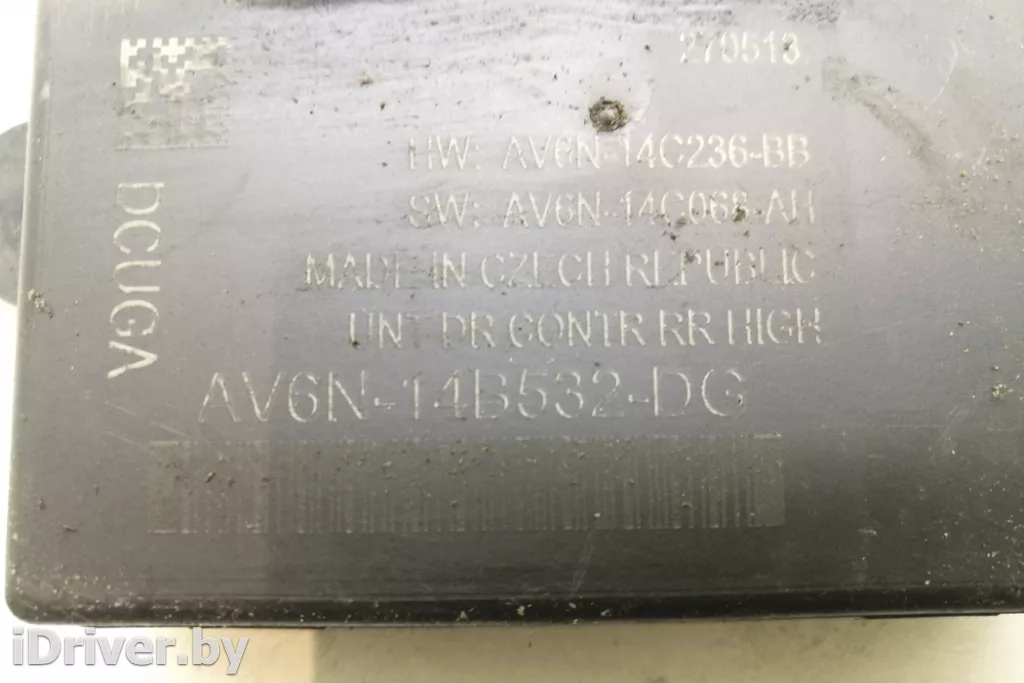 270513
HW: AV6N-14C236-BB
SW: AV6N-14C068-AH
MADE IN CZECH REPUBLIC
UNT DR CONTR RR HIGH
AV6N-14B532-DG
DCUGA
iDriver.by